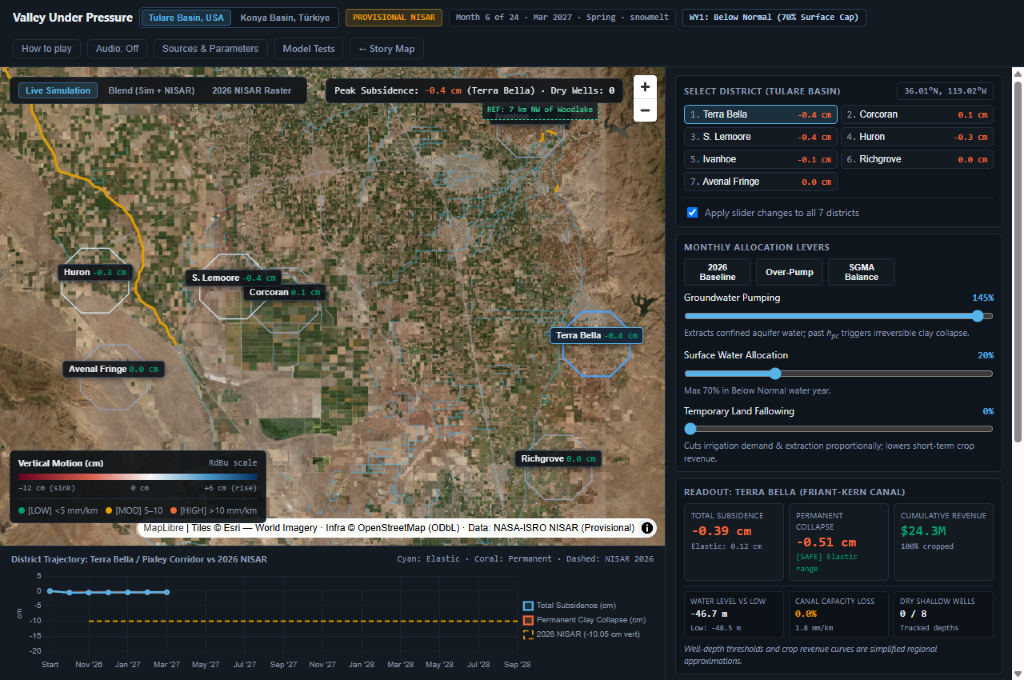 Valley Under Pressure
Tulare Basin, USA
Konya Basin, Türkiye
PROVISIONAL NISAR
Month 6 of 24 · Mar 2027 · Spring · snowmelt
WY1: Below Normal (70% Surface Cap)
How to play
Audio: Off
Sources & Parameters
Model Tests
← Story Map
Live Simulation
Blend (Sim + NISAR)
2026 NISAR Raster
Peak Subsidence: -0.4 cm (Terra Bella) · Dry Wells: 0
+
−
REF: 7 km NW of Woodlake
Huron -0.3 cm
S. Lemoore -0.4 cm
Corcoran 0.1 cm
Terra Bella -0.4 cm
Avenal Fringe 0.0 cm
Richgrove 0.0 cm
Vertical Motion (cm)
RdBu scale
−12 cm (sink)
0 cm
+6 cm (rise)
[LOW] <5 mm/km
[MOD] 5–10
[HIGH] >10 mm/km
MapLibre | Tiles © Esri — World Imagery · Infra © OpenStreetMap (ODbL) · Data: NASA-ISRO NISAR (Provisional)
District Trajectory: Terra Bella / Pixley Corridor vs 2026 NISAR
Cyan: Elastic · Coral: Permanent · Dashed: NISAR 2026
cm
5
0
-5
-10
-15
-20
Start
Nov '26
Jan '27
Mar '27
May '27
Jul '27
Sep '27
Nov '27
Jan '28
Mar '28
May '28
Jul '28
Sep '28
Total Subsidence (cm)
Permanent Clay Collapse (cm)
2026 NISAR (-10.05 cm vert)
SELECT DISTRICT (TULARE BASIN)
36.01°N, 119.02°W
1. Terra Bella -0.4 cm
2. Corcoran 0.1 cm
3. S. Lemoore -0.4 cm
4. Huron -0.3 cm
5. Ivanhoe -0.1 cm
6. Richgrove 0.0 cm
7. Avenal Fringe 0.0 cm
Apply slider changes to all 7 districts
MONTHLY ALLOCATION LEVERS
2026 Baseline
Over-Pump
SGMA Balance
Groundwater Pumping 145%
Extracts confined aquifer water; past hpc triggers irreversible clay collapse.
Surface Water Allocation 20%
Max 70% in Below Normal water year.
Temporary Land Fallowing 0%
Cuts irrigation demand & extraction proportionally; lowers short-term crop
revenue.
READOUT: TERRA BELLA (FRIANT-KERN CANAL)
TOTAL SUBSIDENCE
-0.39 cm
Elastic: 0.12 cm
PERMANENT
COLLAPSE
-0.51 cm
[SAFE] Elastic
range
CUMULATIVE REVENUE
$24.3M
100% cropped
WATER LEVEL VS LOW
-46.7 m
Low: -48.5 m
CANAL CAPACITY LOSS
0.0%
1.8 mm/km
DRY SHALLOW WELLS
0 / 8
Tracked depths
Well-depth thresholds and crop revenue curves are simplified regional
approximations.